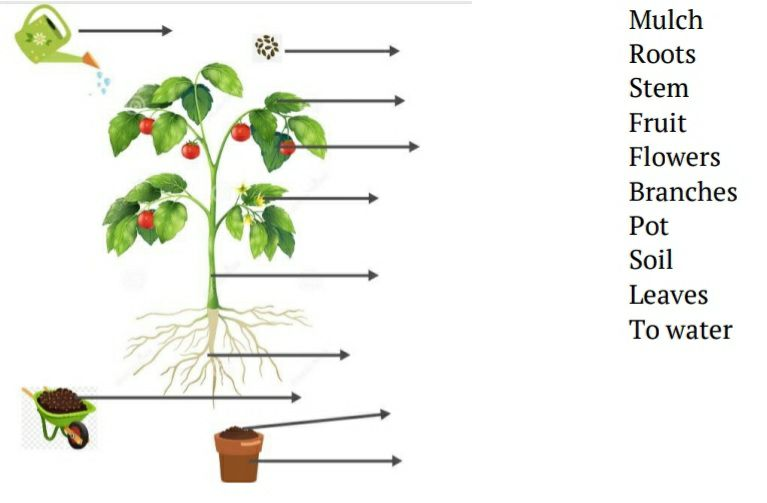 Mulch
Roots
Stem
Fruit
Flowers
Branches
Pot
Soil
Leaves
To water